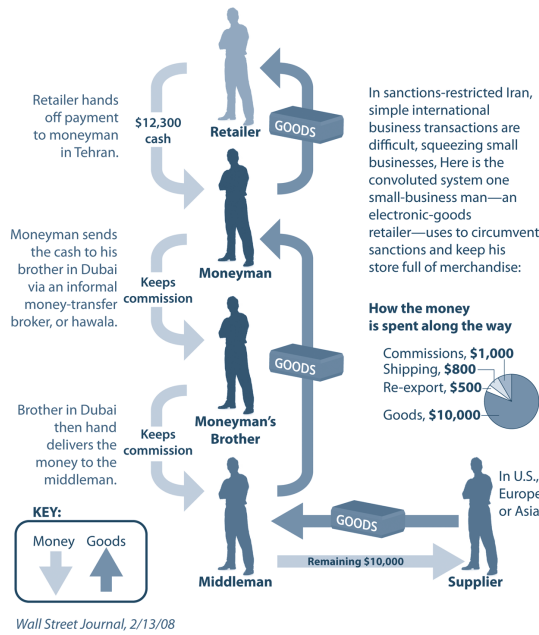 Retailer hands
off payment
to moneyman
in Tehran.
$12,300
cash
Retailer
GOODS
In sanctions-restricted Iran,
simple international
business transactions are
difficult, squeezing small
businesses, Here is the
convoluted system one
small-business man—an
electronic-goods
retailer—uses to circumvent
sanctions and keep his
store full of merchandise:
Moneyman sends
the cash to his
brother in Dubai
via an informal
money-transfer
broker, or hawala.
Keeps
commission
Moneyman
GOODS
How the money
is spent along the way
Commissions, $1,000
Shipping, $800
Re-export, $500
Goods, $10,000
Brother in Dubai
then hand
delivers the
money to the
middleman.
Keeps
commission
Moneyman's
Brother
GOODS
In U.S.,
Europe
or Asia
Remaining $10,000
Middleman
Supplier
KEY:
Money
Goods
Wall Street Journal, 2/13/08